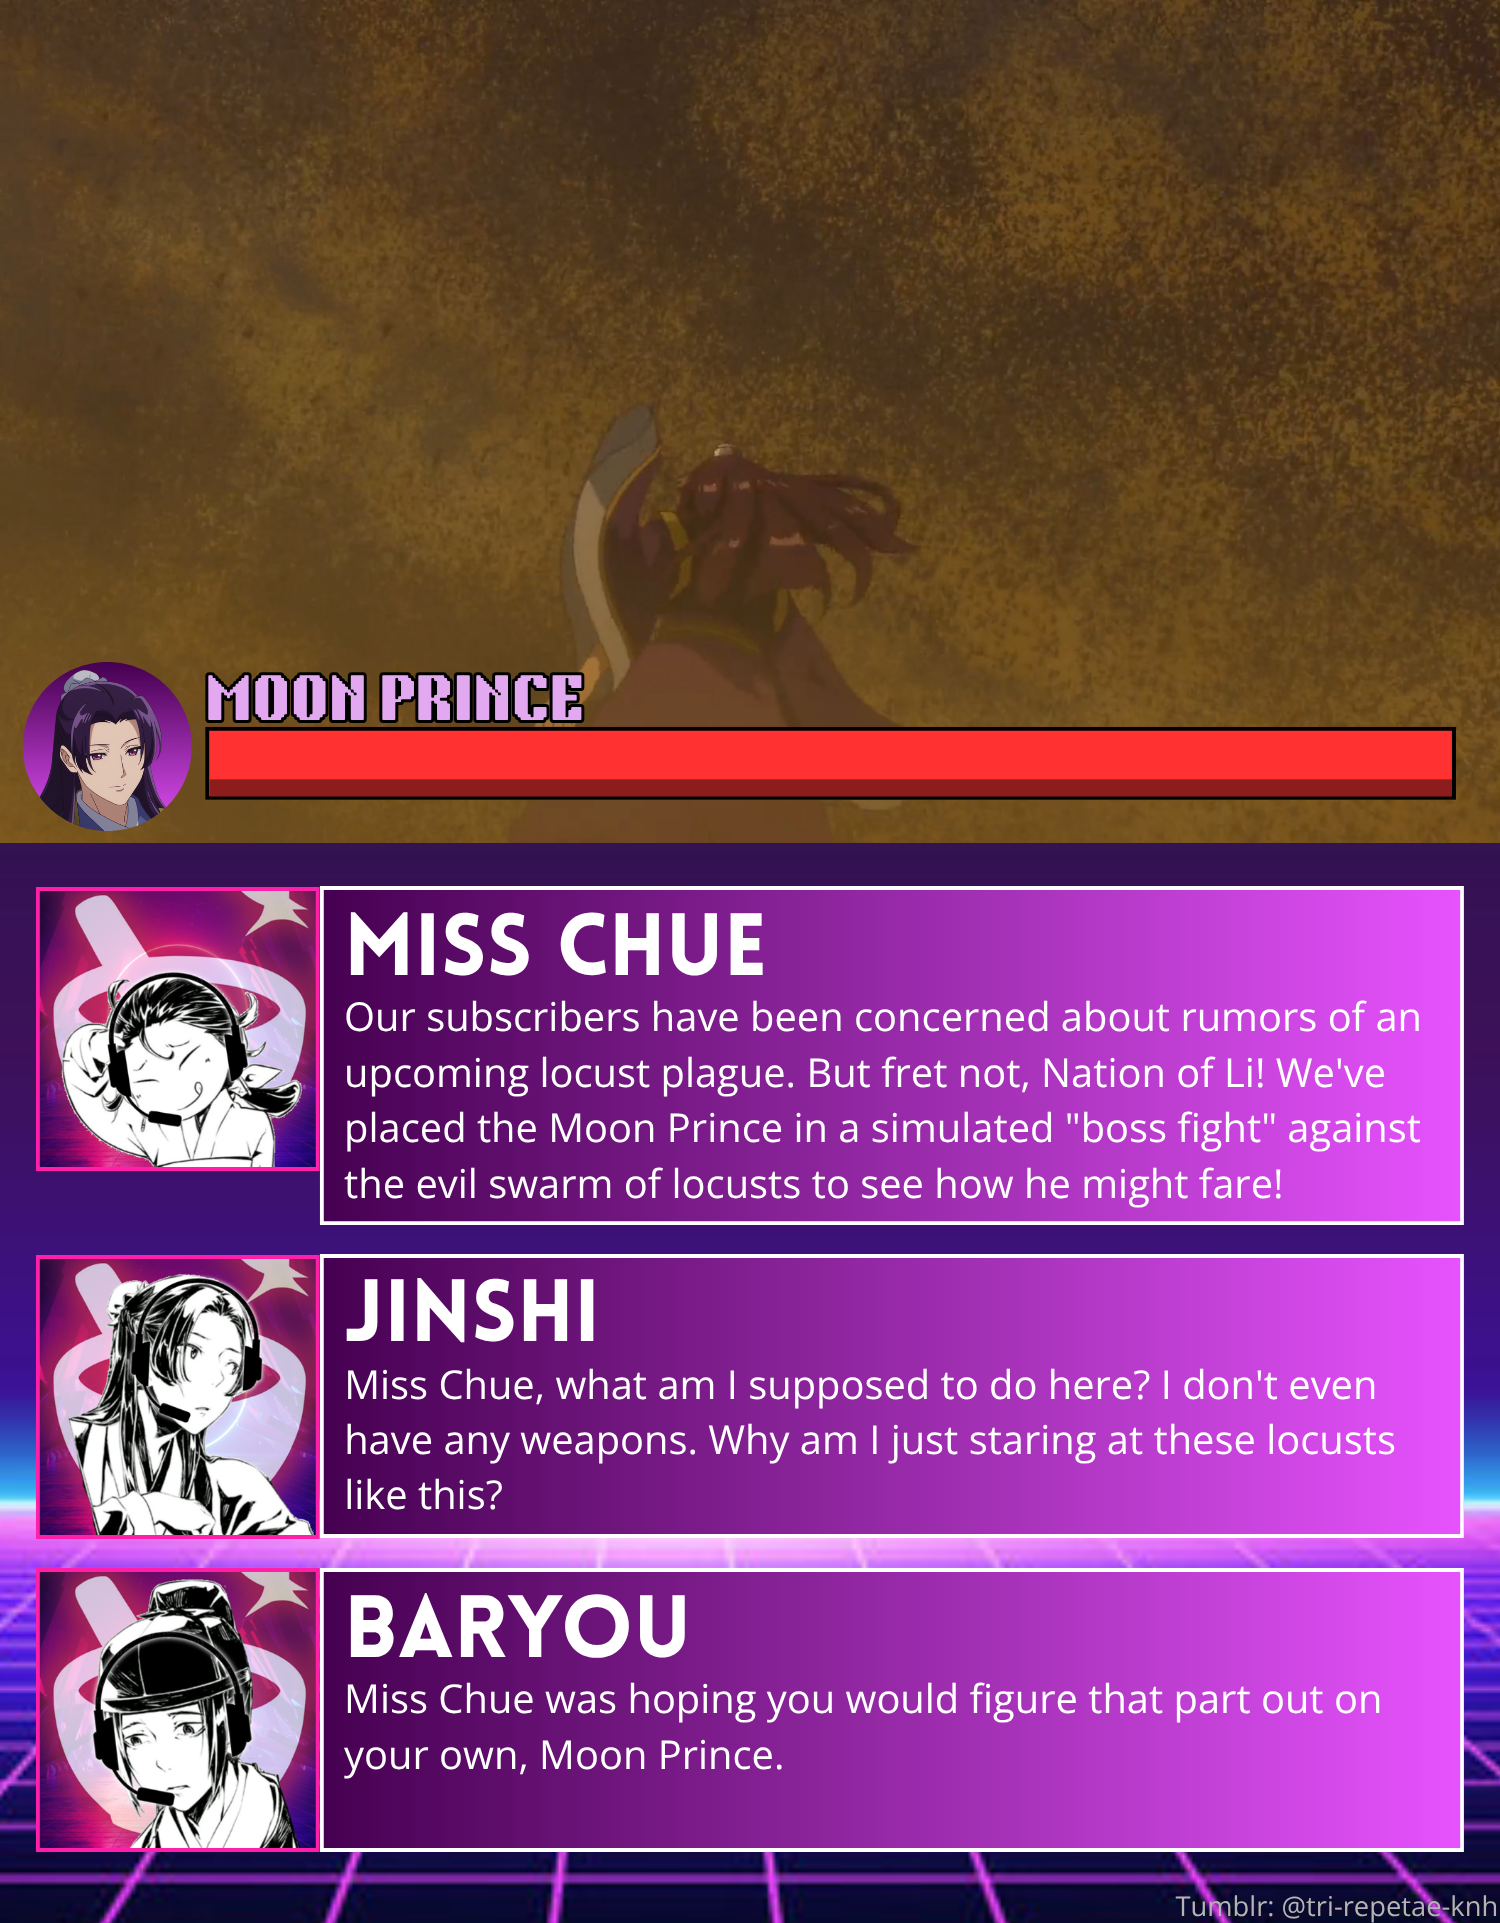 MOON PRINCE
MISS CHUE
Our subscribers have been concerned about rumors of an
upcoming locust plague. But fret not, Nation of Li! We've
placed the Moon Prince in a simulated "boss fight" against
the evil swarm of locusts to see how he might fare!
JINSHI
Miss Chue, what am I supposed to do here? I don't even
have any weapons. Why am I just staring at these locusts
like this?
BARYOU
Miss Chue was hoping you would figure that part out on
your own, Moon Prince.
Tumblr: @tri-repetae-knh